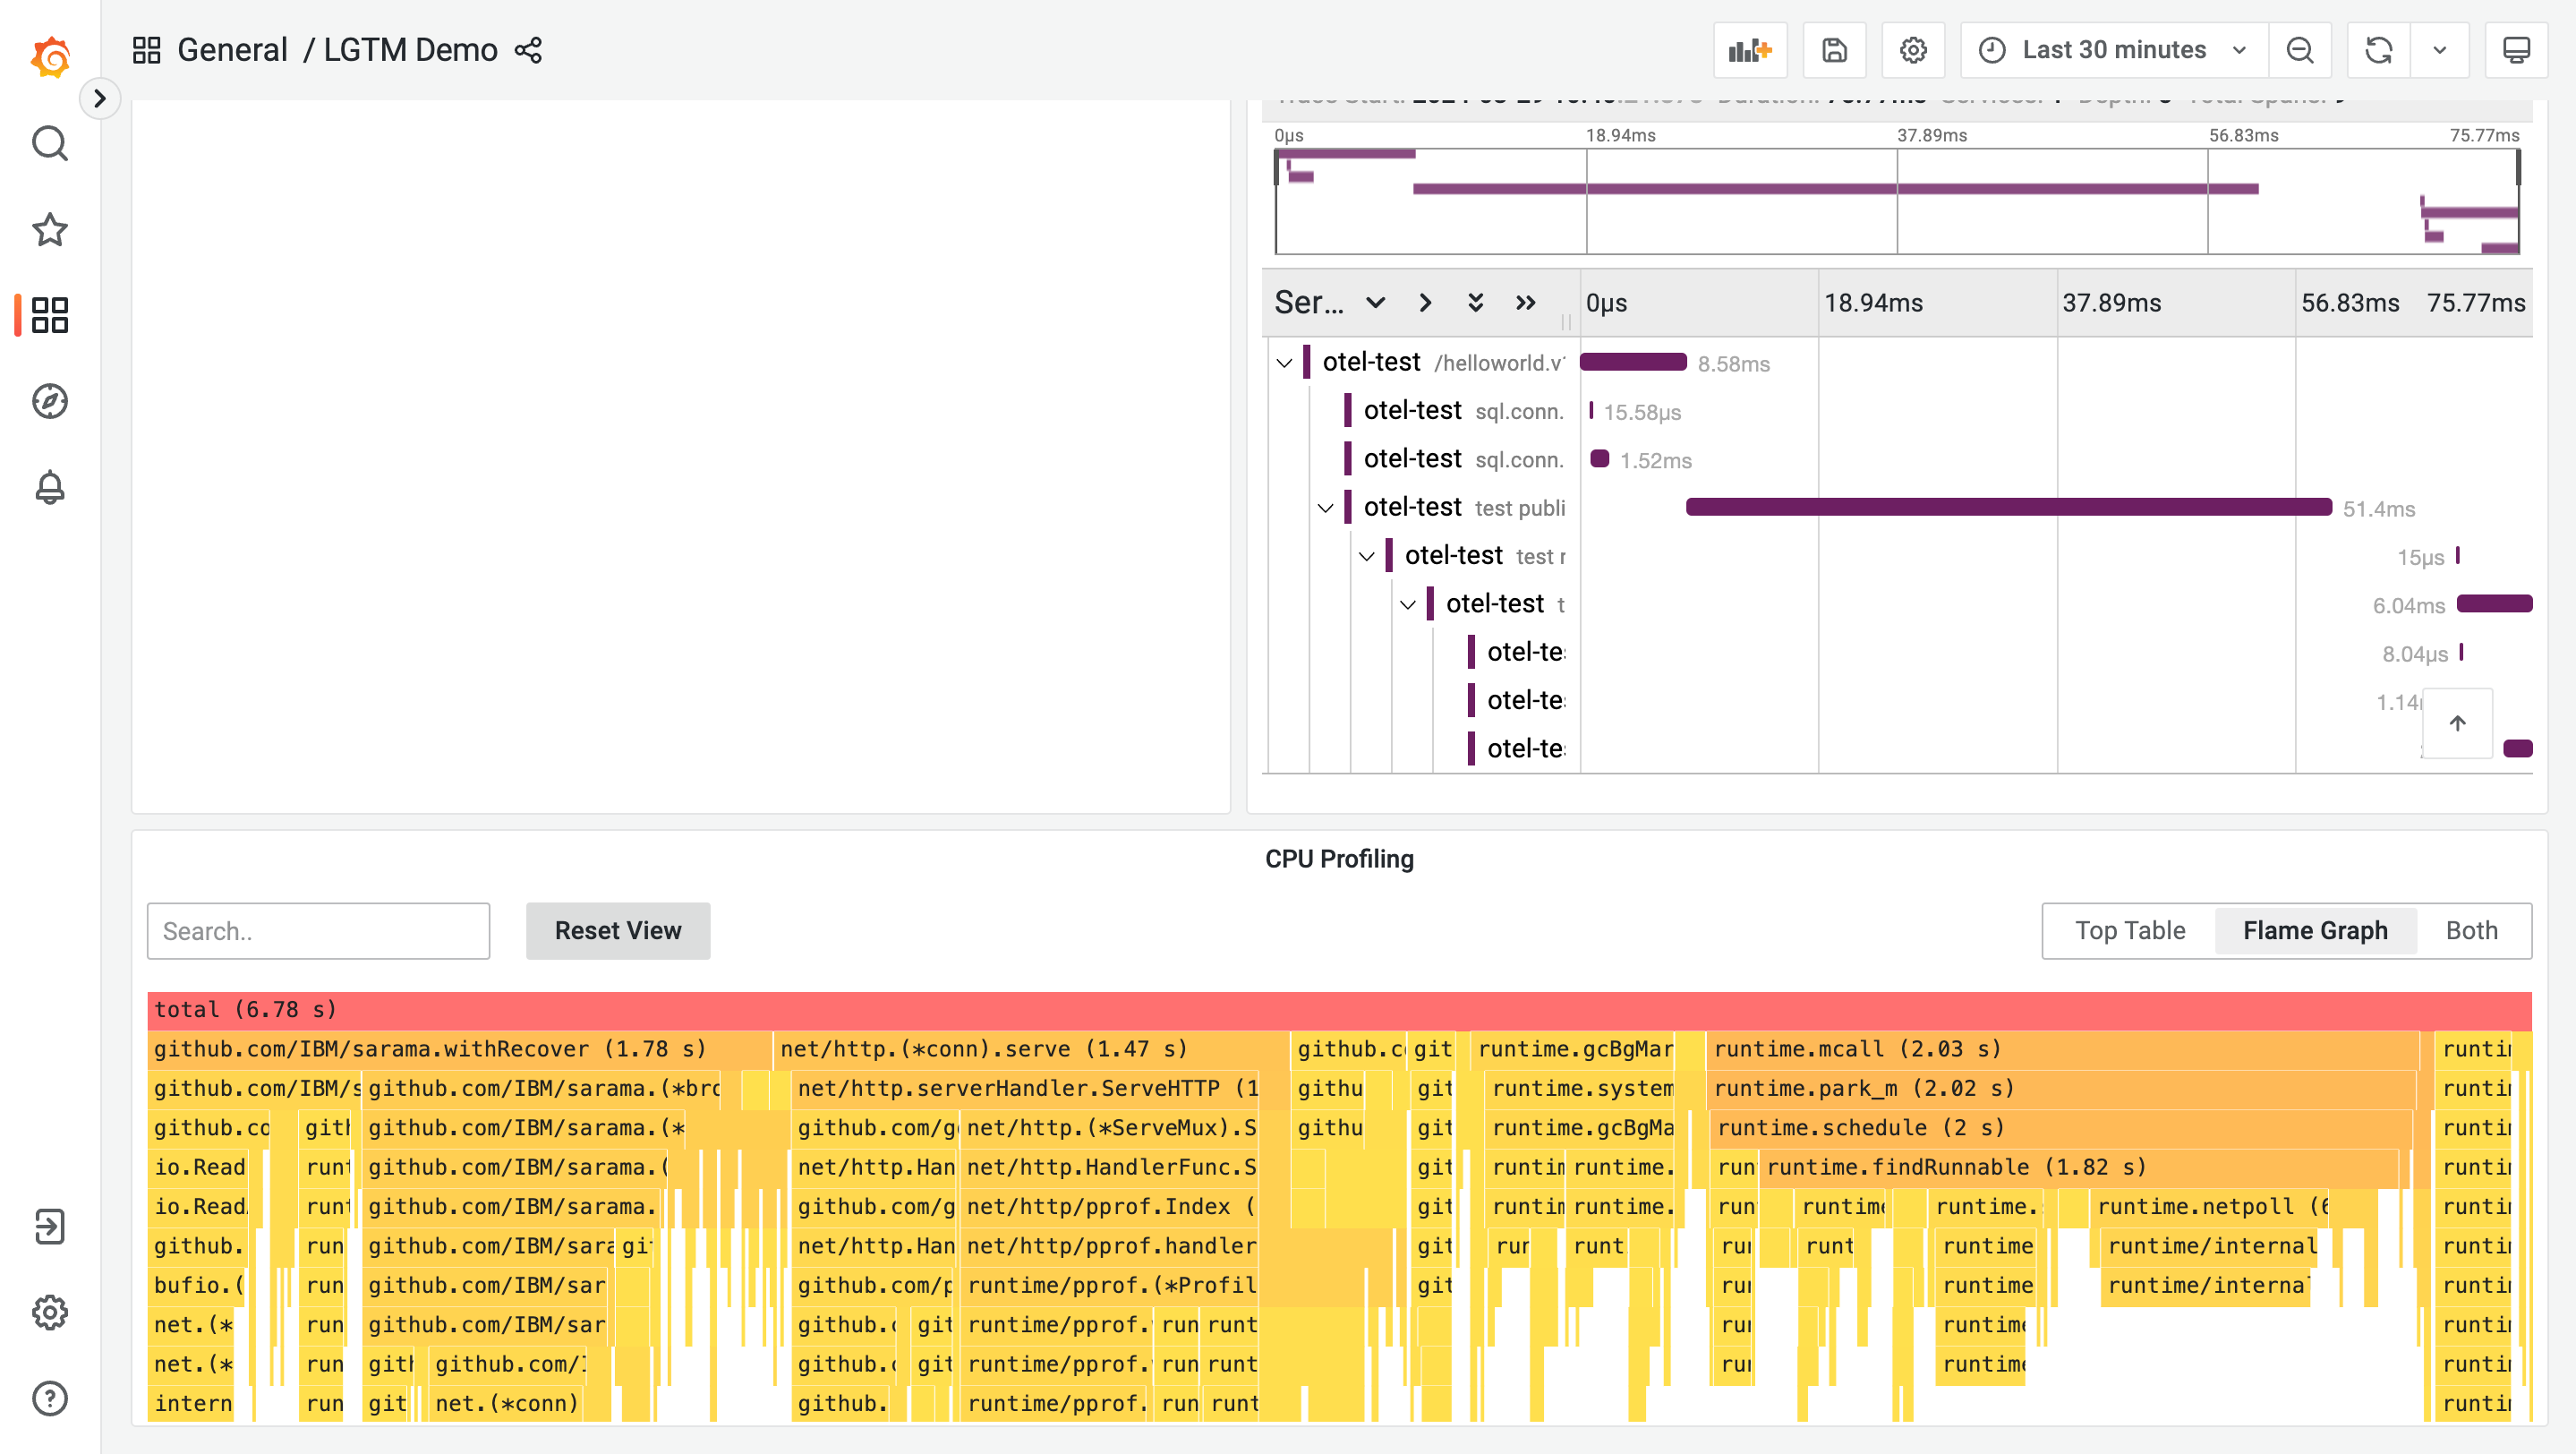 General / LGTM Demo
Last 30 minutes
0µs 18.94ms 37.89ms 56.83ms 75.77ms
Ser... 0µs 18.94ms 37.89ms 56.83ms 75.77ms
otel-test /helloworld.v 8.58ms
otel-test sql.conn. 15.58µs
otel-test sql.conn. 1.52ms
otel-test test publi 51.4ms
otel-test test r 15µs
otel-test t 6.04ms
otel-te 8.04µs
otel-te 1.14
otel-te
CPU Profiling
Search.. Reset View Top Table Flame Graph Both
total (6.78 s)
github.com/IBM/sarama.withRecover (1.78 s) net/http.(*conn).serve (1.47 s) github.c git runtime.gcBgMar runtime.mcall (2.03 s) runti
github.com/IBM/s github.com/IBM/sarama.(*bro net/http.serverHandler.ServeHTTP (1 githu git runtime.system runtime.park_m (2.02 s) runti
github.co git github.com/IBM/sarama.(* github.com/g net/http.(*ServeMux).S githu git runtime.gcBgMa runtime.schedule (2 s) runti
io.Read run github.com/IBM/sarama.( net/http.Han net/http.HandlerFunc.S git runtim runtime. run runtime.findRunnable (1.82 s) runti
io.Read run github.com/IBM/sarama. github.com/g net/http/pprof.Index ( git runtim runtime. run runtime runtime. runtime.netpoll (6 runti
github. run github.com/IBM/sara gi net/http.Han net/http/pprof.handler git rur runt ru runt runtime runtime/internal runti
bufio.( run github.com/IBM/sar github.com/p runtime/pprof.(*Profil git ru runtime runtime/interna runti
net.(* run github.com/IBM/sar github. git runtime/pprof. run runt ru runtime runti
net.(* run git github.com/ github. git runtime/pprof. run runt ru runtime runti
intern run git net.(*conn) github. runtime/pprof. run runt runti